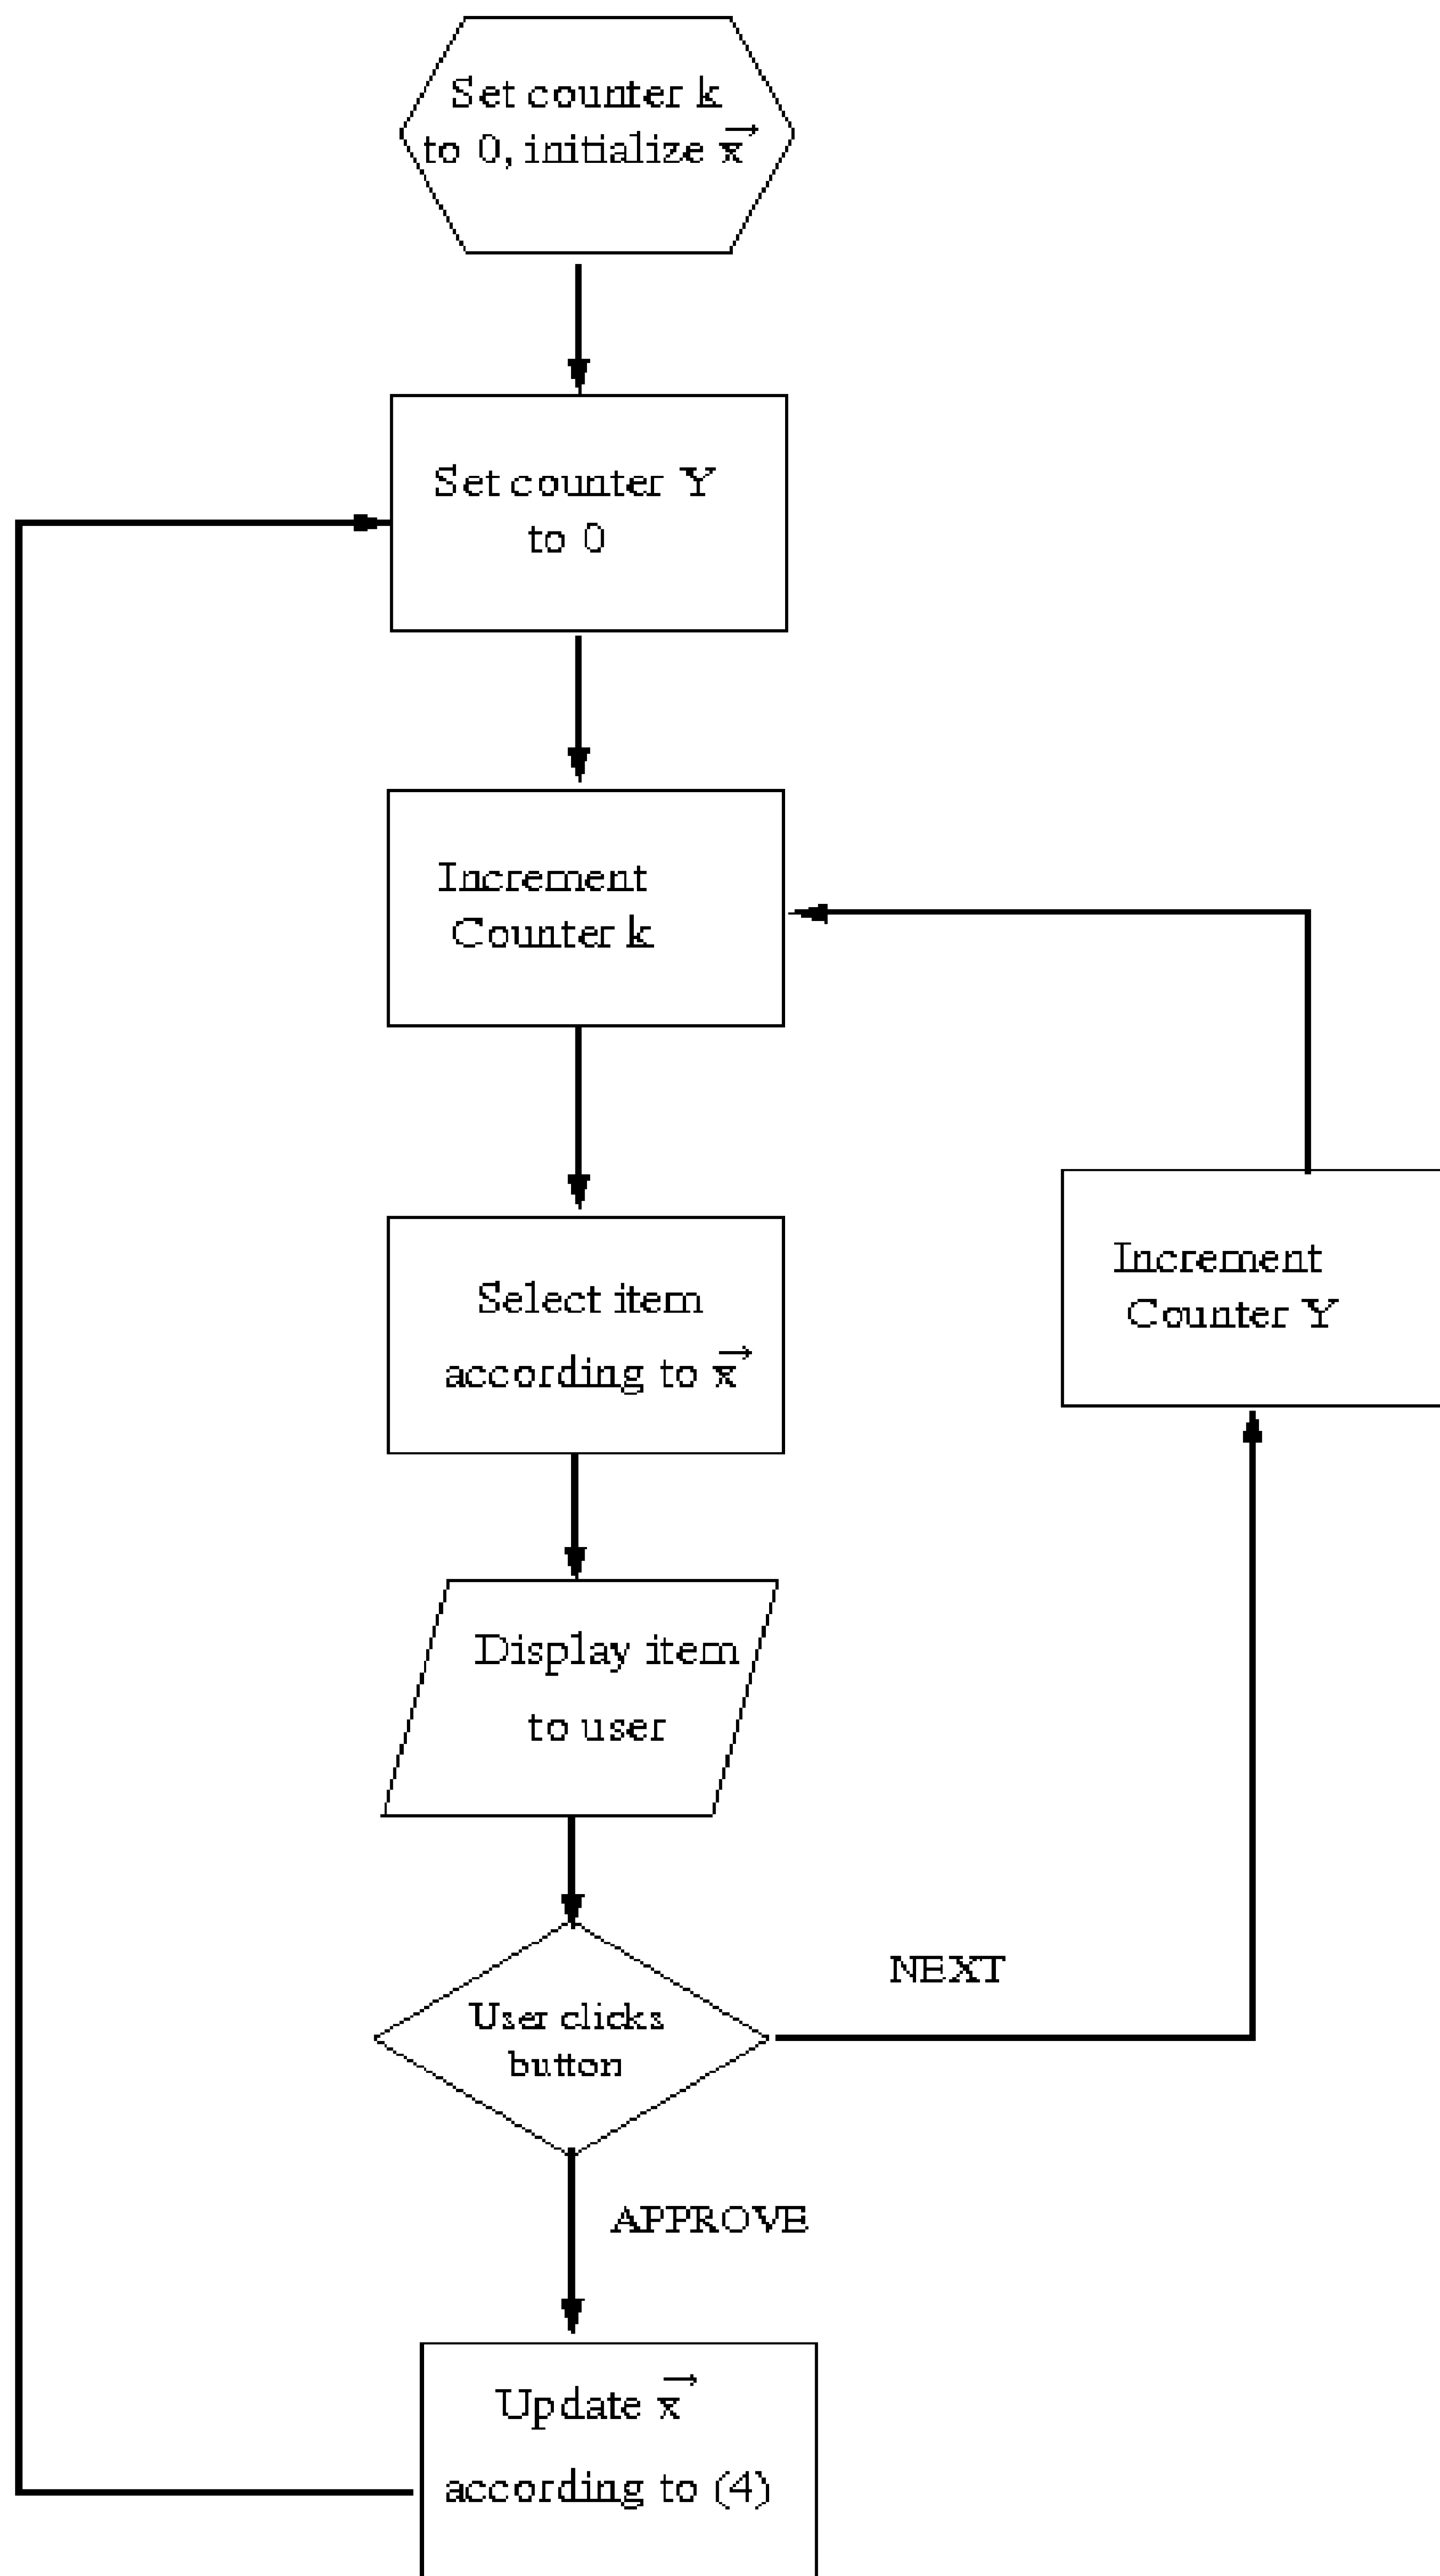 Set counter k
to 0, initialize x⃗
Set counter Y
to 0
Increment
Counter k
Select item
according to x⃗
Increment
Counter Y
Display item
to user
User clicks
button
NEXT
APPROVE
Update x⃗
according to (4)